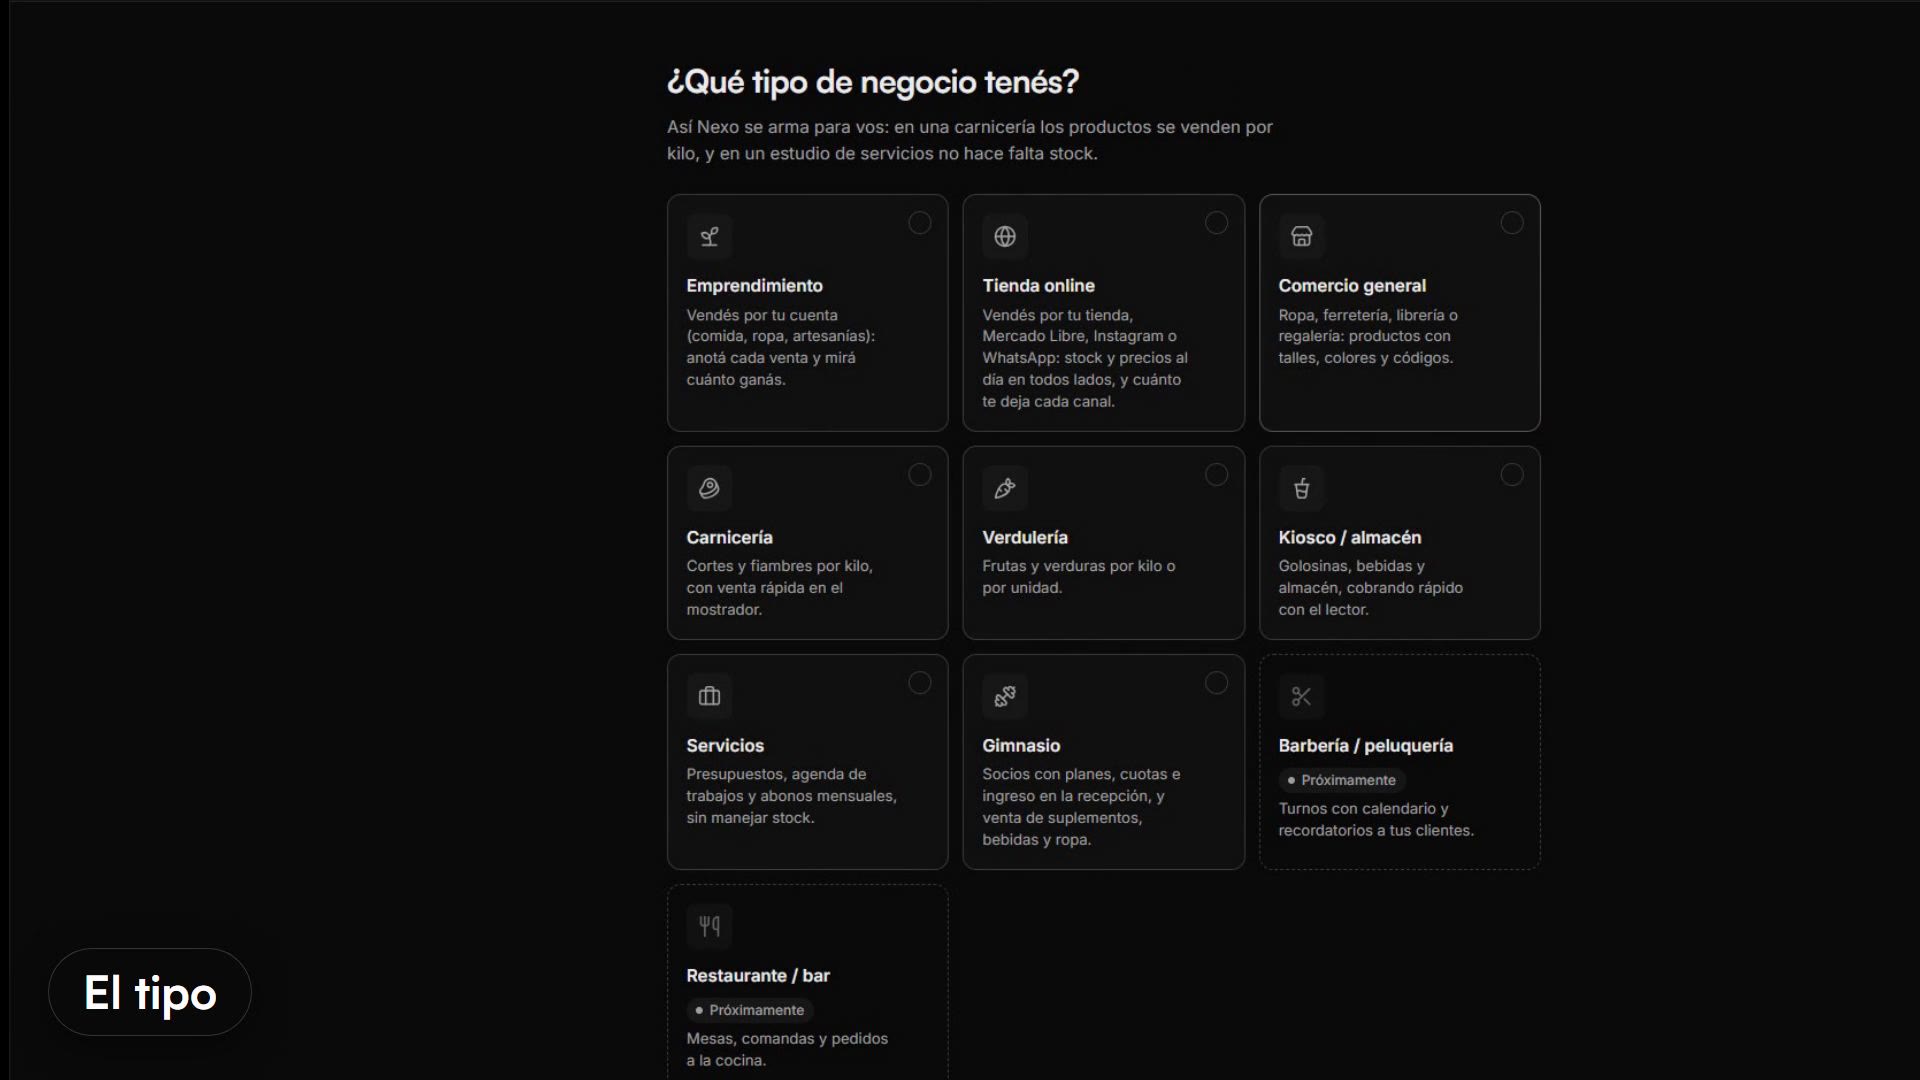 ¿Qué tipo de negocio tenés?
Así Nexo se arma para vos: en una carnicería los productos se venden por
kilo, y en un estudio de servicios no hace falta stock.
Emprendimiento
Vendés por tu cuenta
(comida, ropa, artesanías):
anotá cada venta y mirá
cuánto ganás.
Tienda online
Vendés por tu tienda,
Mercado Libre, Instagram o
WhatsApp: stock y precios al
día en todos lados, y cuánto
te deja cada canal.
Comercio general
Ropa, ferretería, librería o
regalería: productos con
talles, colores y códigos.
Carnicería
Cortes y fiambres por kilo,
con venta rápida en el
mostrador.
Verdulería
Frutas y verduras por kilo o
por unidad.
Kiosco / almacén
Golosinas, bebidas y
almacén, cobrando rápido
con el lector.
Servicios
Presupuestos, agenda de
trabajos y abonos mensuales,
sin manejar stock.
Gimnasio
Socios con planes, cuotas e
ingreso en la recepción, y
venta de suplementos,
bebidas y ropa.
Barbería / peluquería
Próximamente
Turnos con calendario y
recordatorios a tus clientes.
Restaurante / bar
Próximamente
Mesas, comandas y pedidos
a la cocina.
El tipo